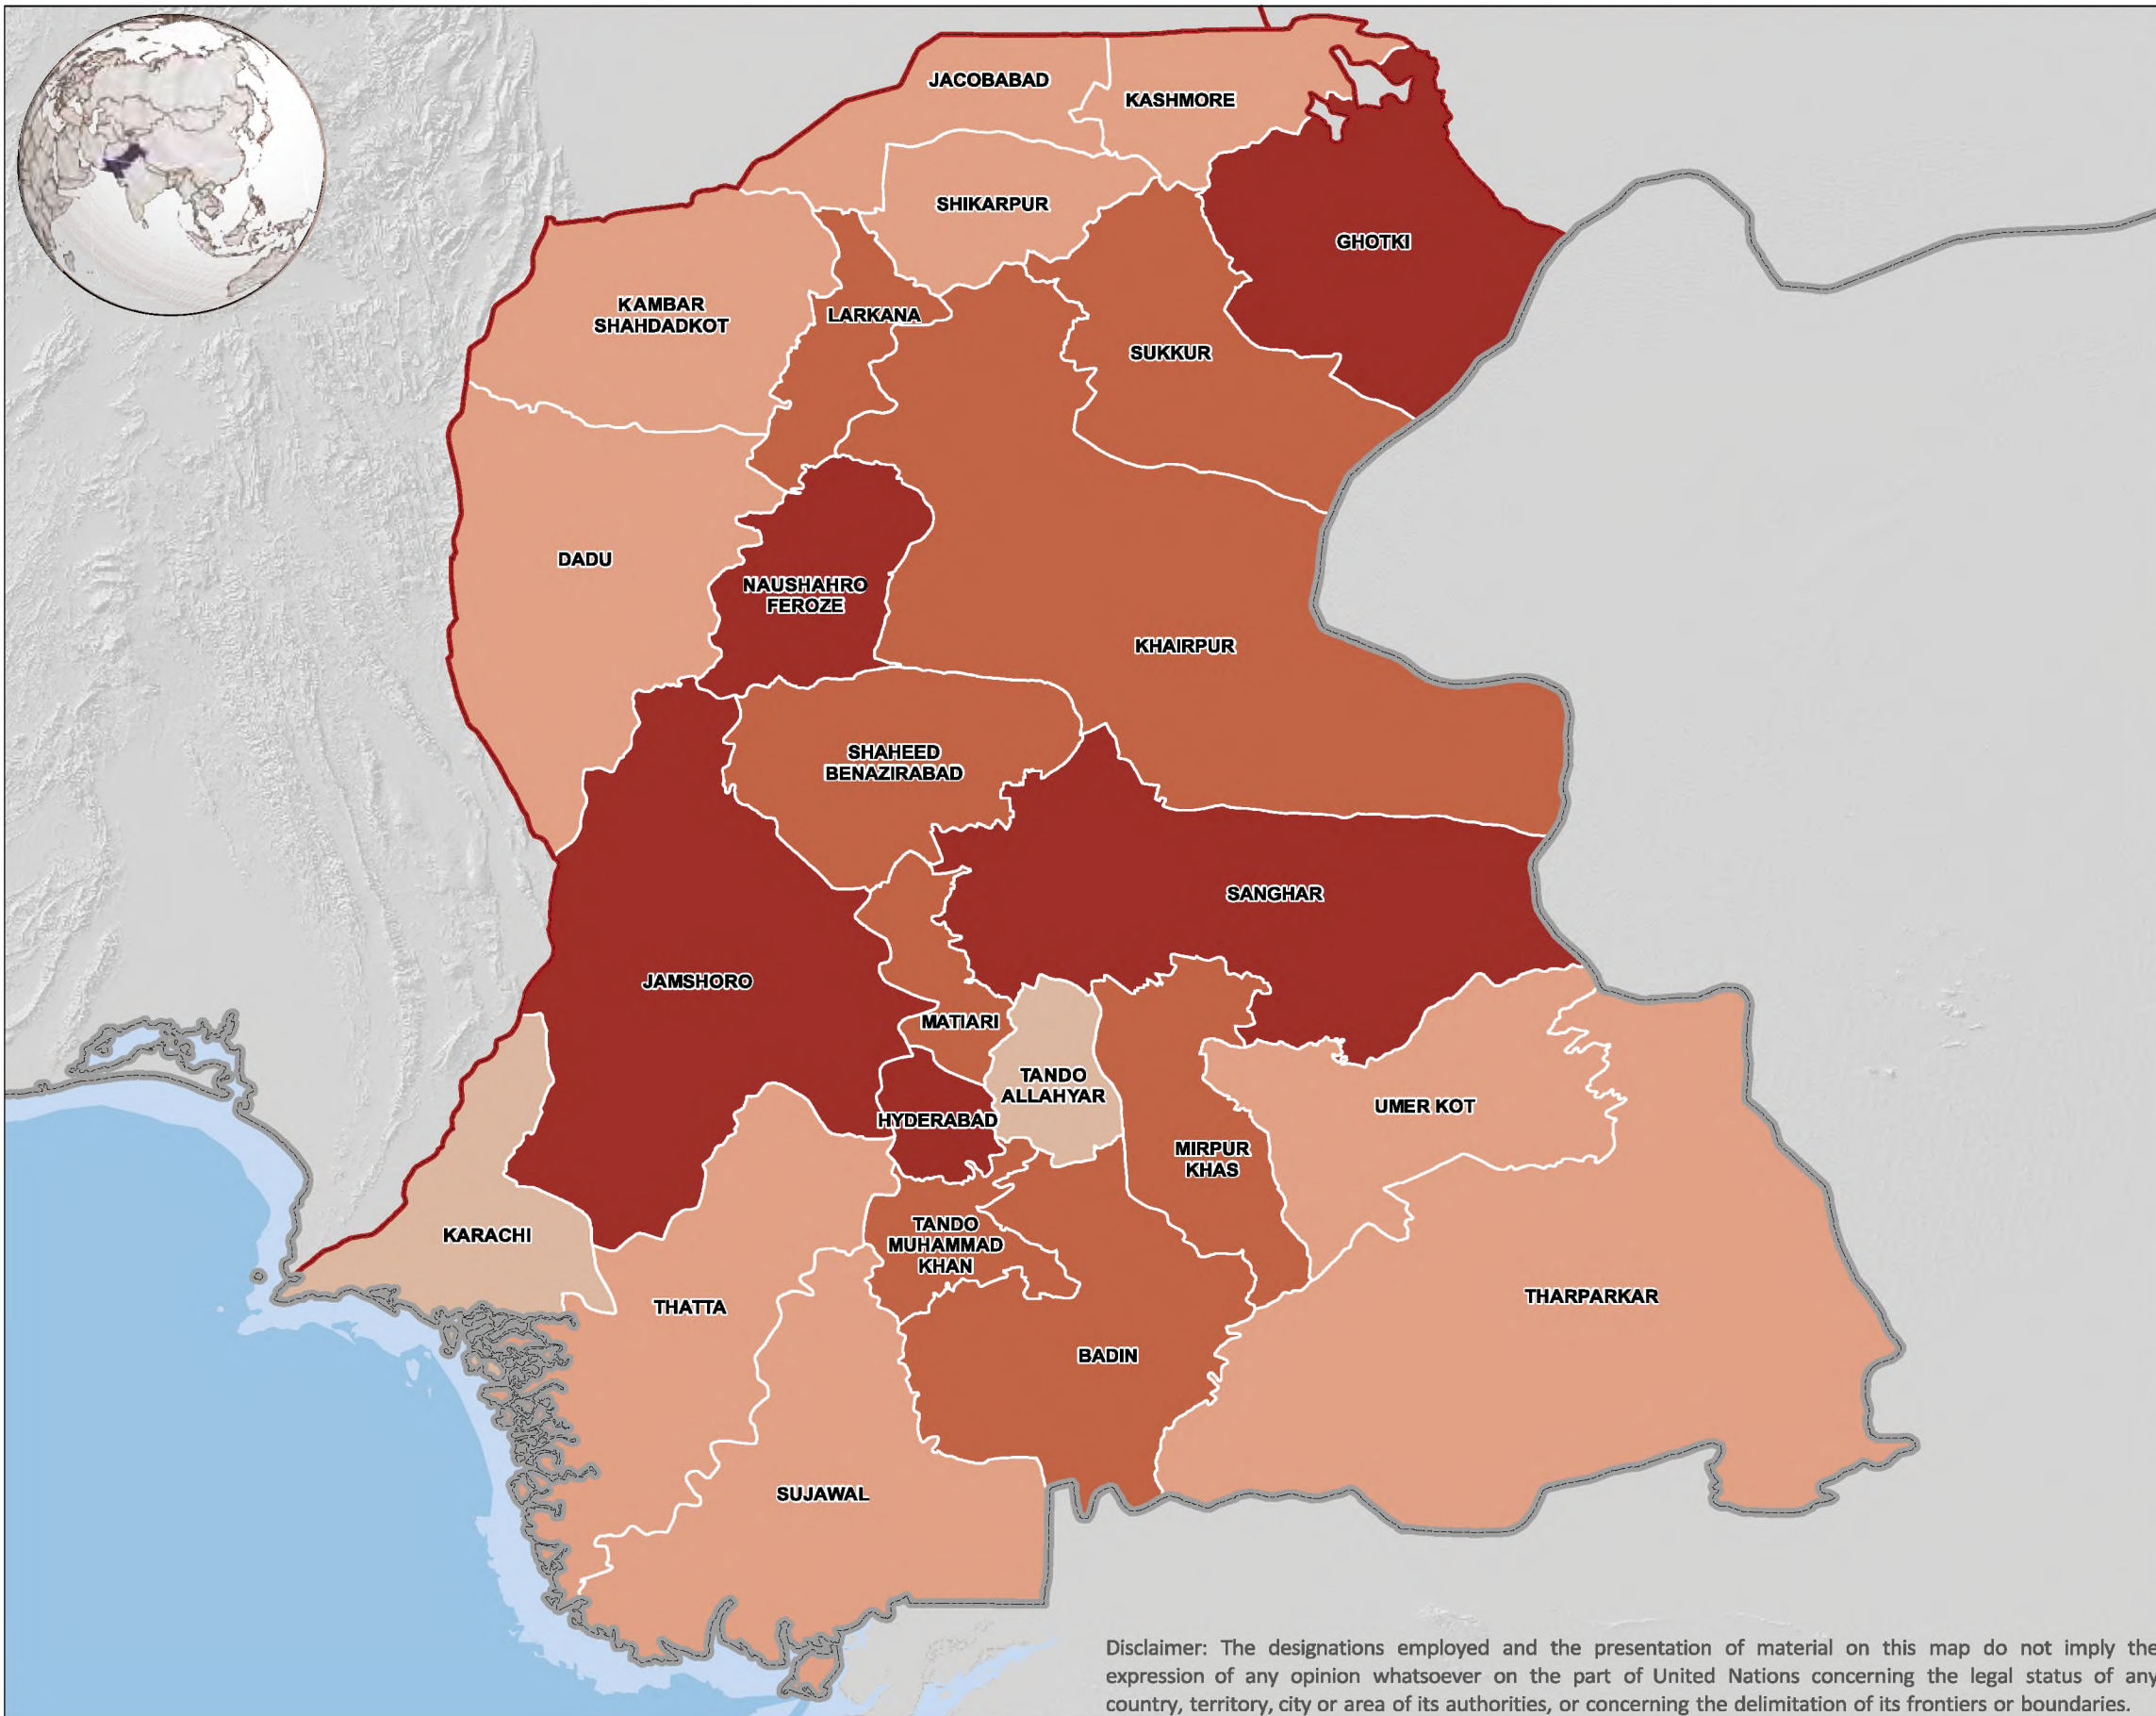 JACOBABAD
KASHMORE
SHIKARPUR
GHOTKI
KAMBAR
SHAHDADKOT
LARKANA
SUKKUR
DADU
NAUSHAHRO
FEROZE
KHAIRPUR
SHAHEED
BENAZIRABAD
SANGHAR
JAMSHORO
MATIARI
TANDO
ALLAHYAR
UMER KOT
HYDERABAD
MIRPUR
KHAS
KARACHI
TANDO
MUHAMMAD
KHAN
THATTA
THARPARKAR
BADIN
SUJAWAL
Disclaimer: The designations employed and the presentation of material on this map do not imply the
expression of any opinion whatsoever on the part of United Nations concerning the legal status of any
country, territory, city or area of its authorities, or concerning the delimitation of its frontiers or boundaries.